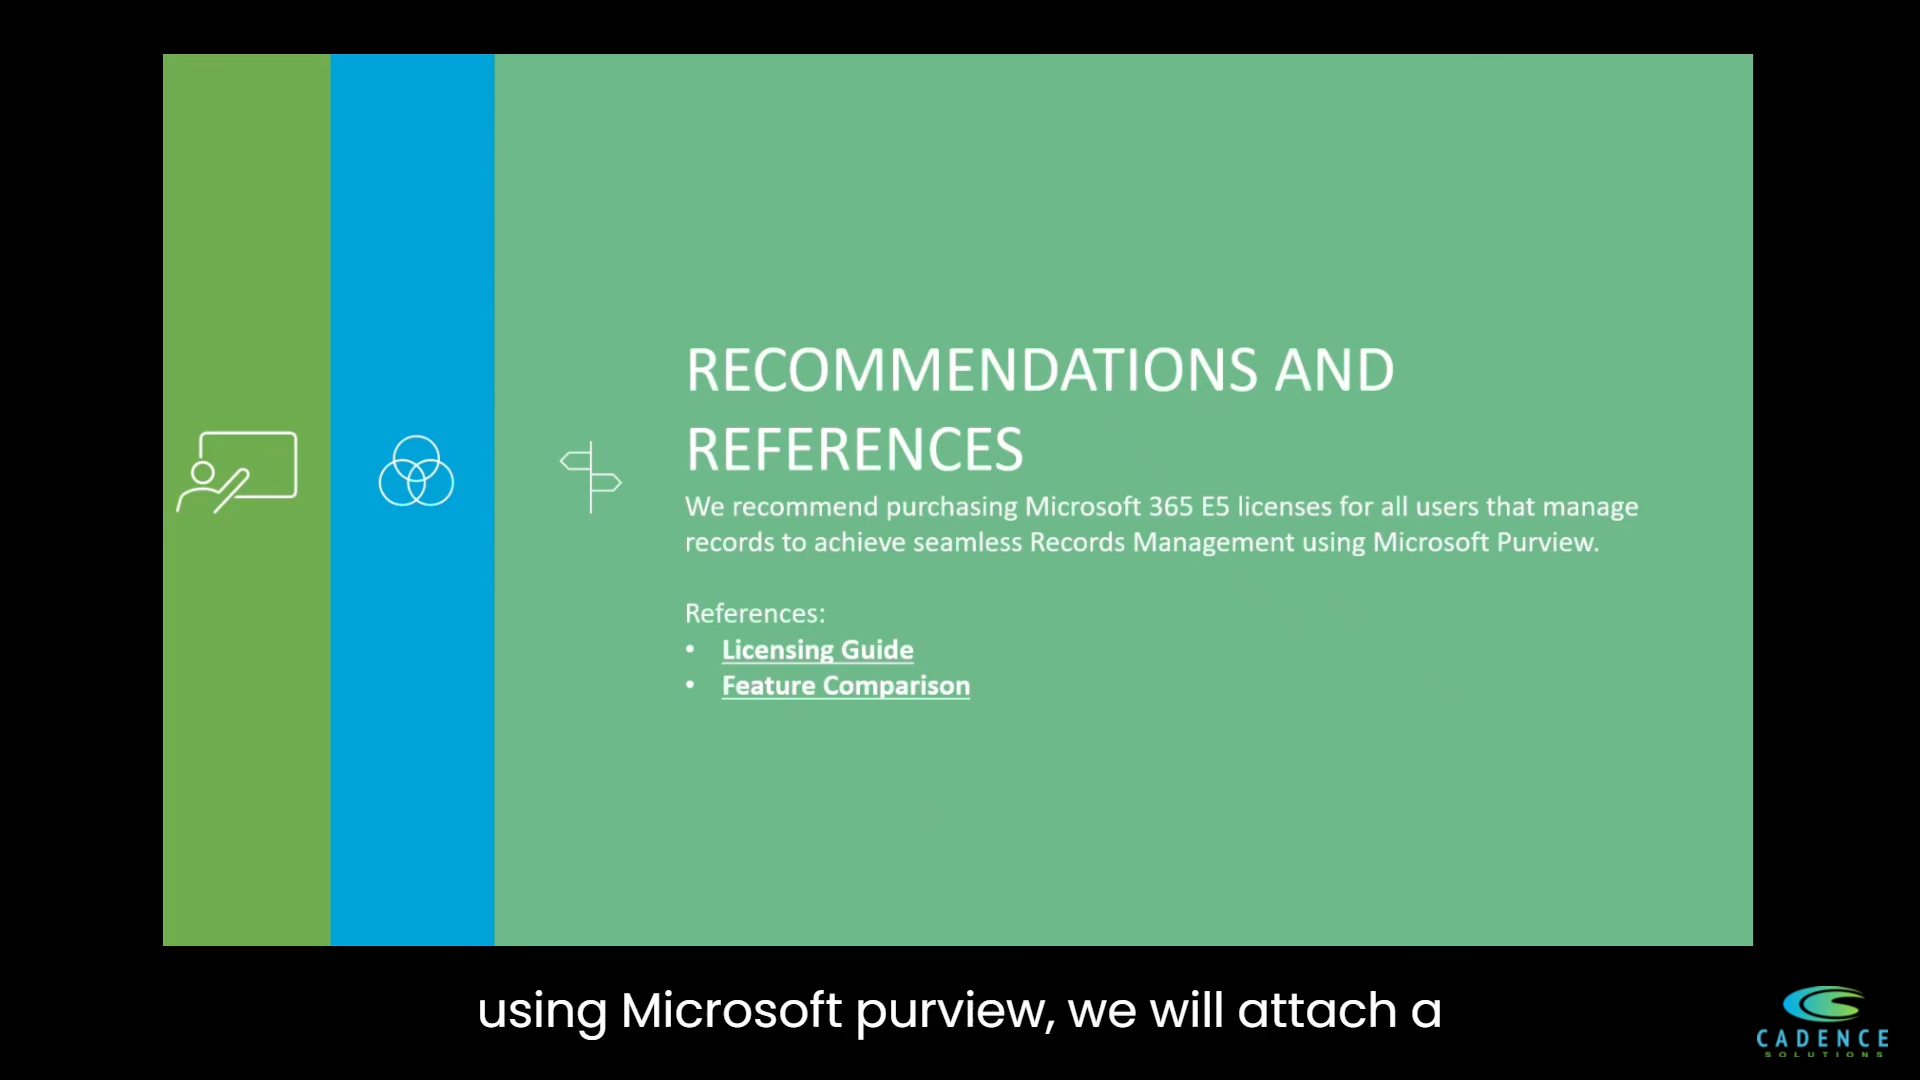 RECOMMENDATIONS AND
REFERENCES
We recommend purchasing Microsoft 365 E5 licenses for all users that manage
records to achieve seamless Records Management using Microsoft Purview.
References:
• Licensing Guide
• Feature Comparison
using Microsoft purview, we will attach a
CADENCE
SOLUTIONS